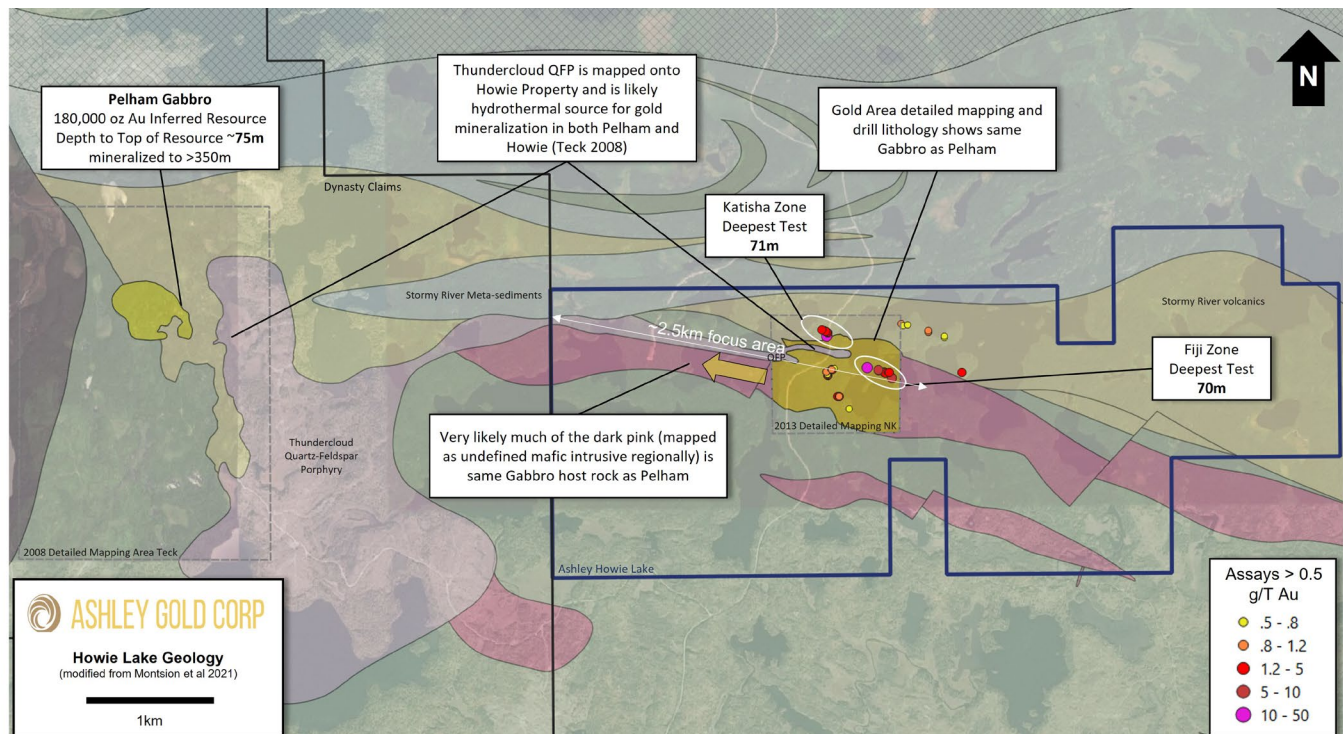 Pelham Gabbro
180,000 oz Au Inferred Resource
Depth to Top of Resource ~75m
mineralized to >350m
Thundercloud QFP is mapped onto
Howie Property and is likely
hydrothermal source for gold
mineralization in both Pelham and
Howie (Teck 2008)
Gold Area detailed mapping and
drill lithology shows same
Gabbro as Pelham
N
Dynasty Claims
Katisha Zone
Deepest Test
71m
Stormy River Meta-sediments
Stormy River volcanics
~2.5km focus area
QFP
Fiji Zone
Deepest Test
70m
2013 Detailed Mapping NK
Very likely much of the dark pink (mapped
as undefined mafic intrusive regionally) is
same Gabbro host rock as Pelham
Thundercloud
Quartz-Feldspar
Porphyry
2008 Detailed Mapping Area Teck
Ashley Howie Lake
ASHLEY GOLD CORP
Howie Lake Geology
(modified from Montsion et al 2021)
1km
Assays > 0.5
g/T Au
.5 - .8
.8 - 1.2
1.2 - 5
5 - 10
10 - 50